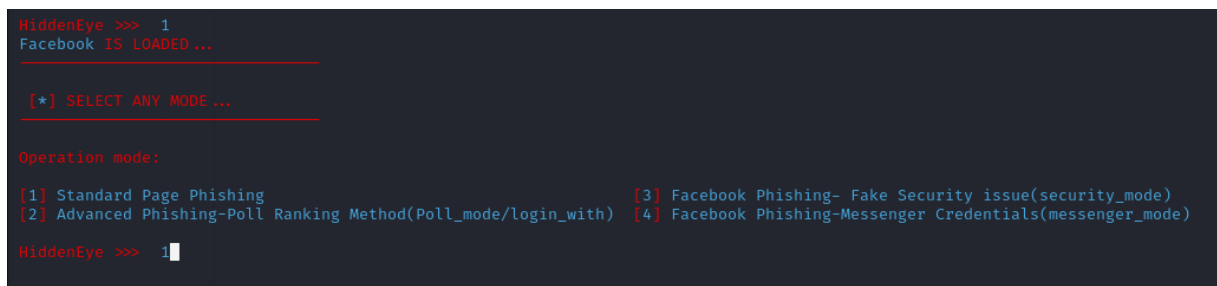 HiddenEye >>> 1
Facebook IS LOADED...
[*] SELECT ANY MODE...
Operation mode:
[1] Standard Page Phishing [3] Facebook Phishing- Fake Security issue(security_mode)
[2] Advanced Phishing-Poll Ranking Method(Poll_mode/login_with) [4] Facebook Phishing-Messenger Credentials(messenger_mode)
HiddenEye >>> 1